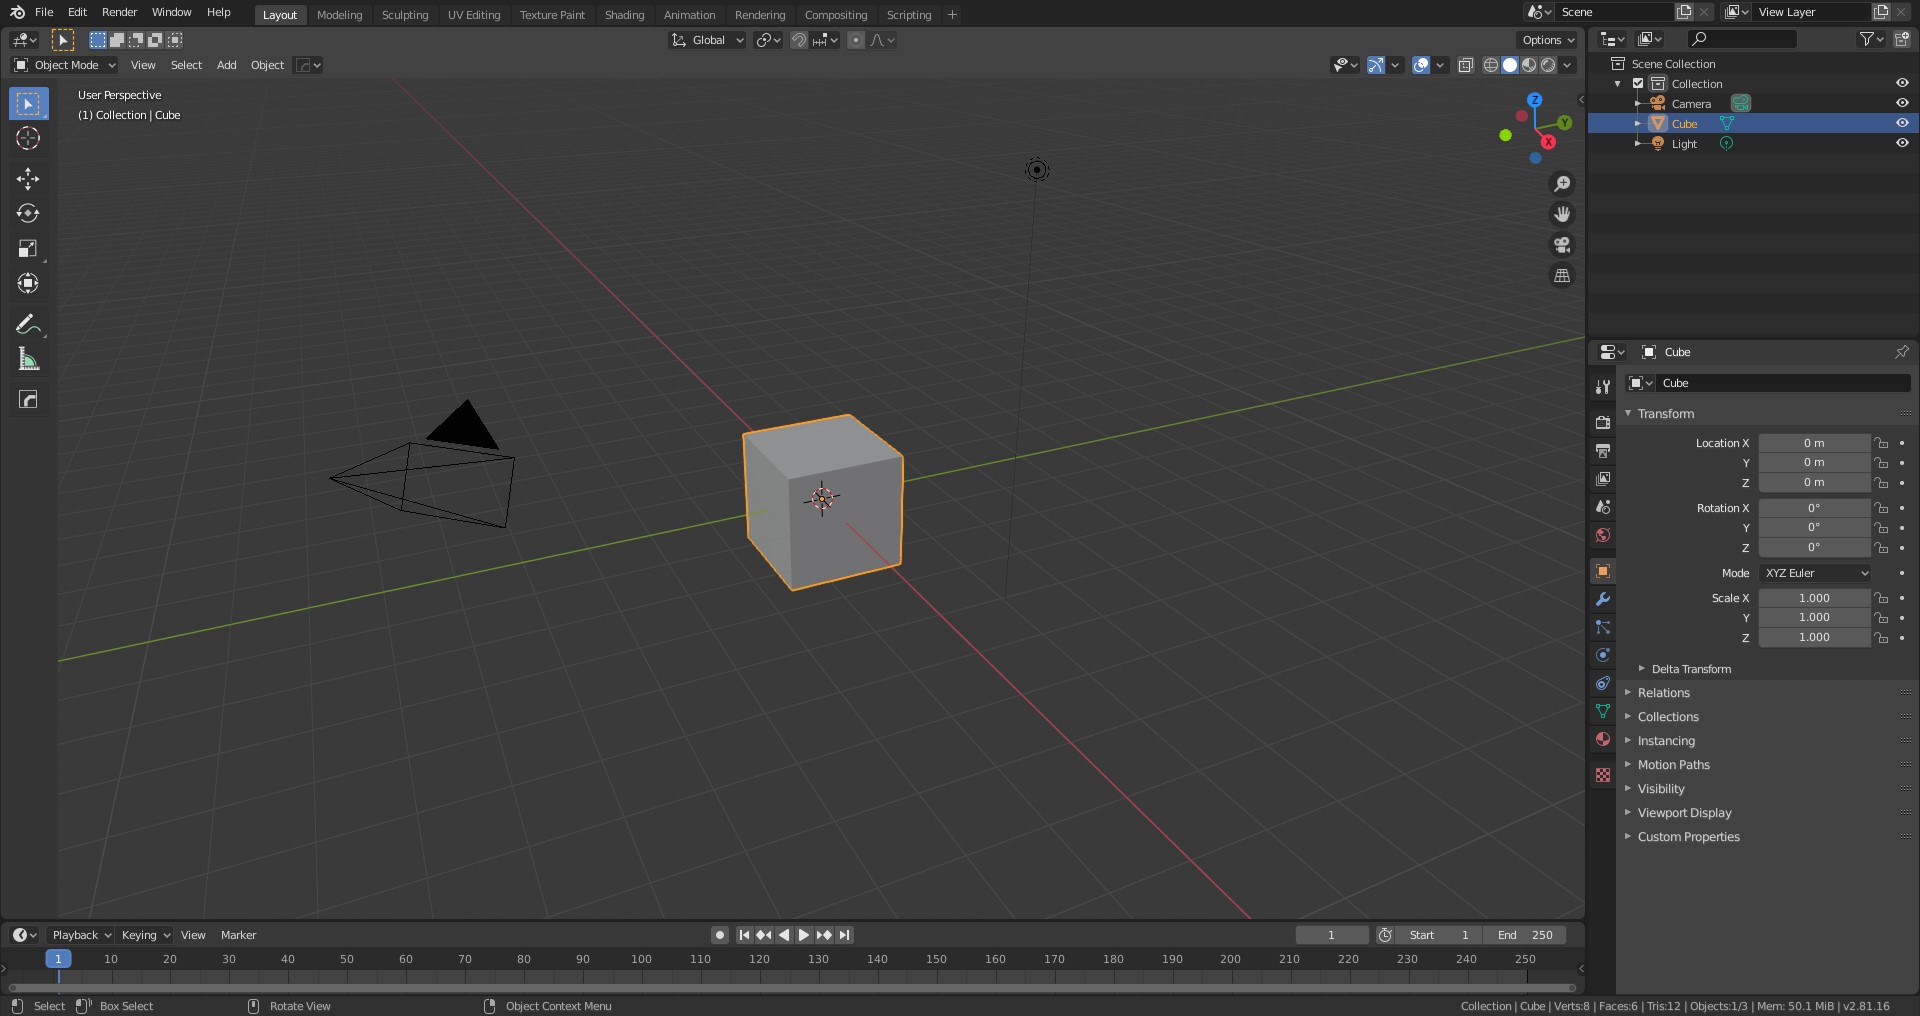 File Edit Render Window Help Layout Modeling Sculpting UV Editing Texture Paint Shading Animation Rendering Compositing Scripting + Scene View Layer
Global Options
Object Mode View Select Add Object
User Perspective
(1) Collection | Cube
Z
Y
X
Scene Collection
Collection
Camera
Cube
Light
Cube
Cube
Transform
Location X 0 m
Y 0 m
Z 0 m
Rotation X 0°
Y 0°
Z 0°
Mode XYZ Euler
Scale X 1.000
Y 1.000
Z 1.000
Delta Transform
Relations
Collections
Instancing
Motion Paths
Visibility
Viewport Display
Custom Properties
Playback Keying View Marker 1 Start 1 End 250
1 10 20 30 40 50 60 70 80 90 100 110 120 130 140 150 160 170 180 190 200 210 220 230 240 250
Select Box Select Rotate View Object Context Menu Collection | Cube | Verts:8 | Faces:6 | Tris:12 | Objects:1/3 | Mem: 50.1 MiB | v2.81.16